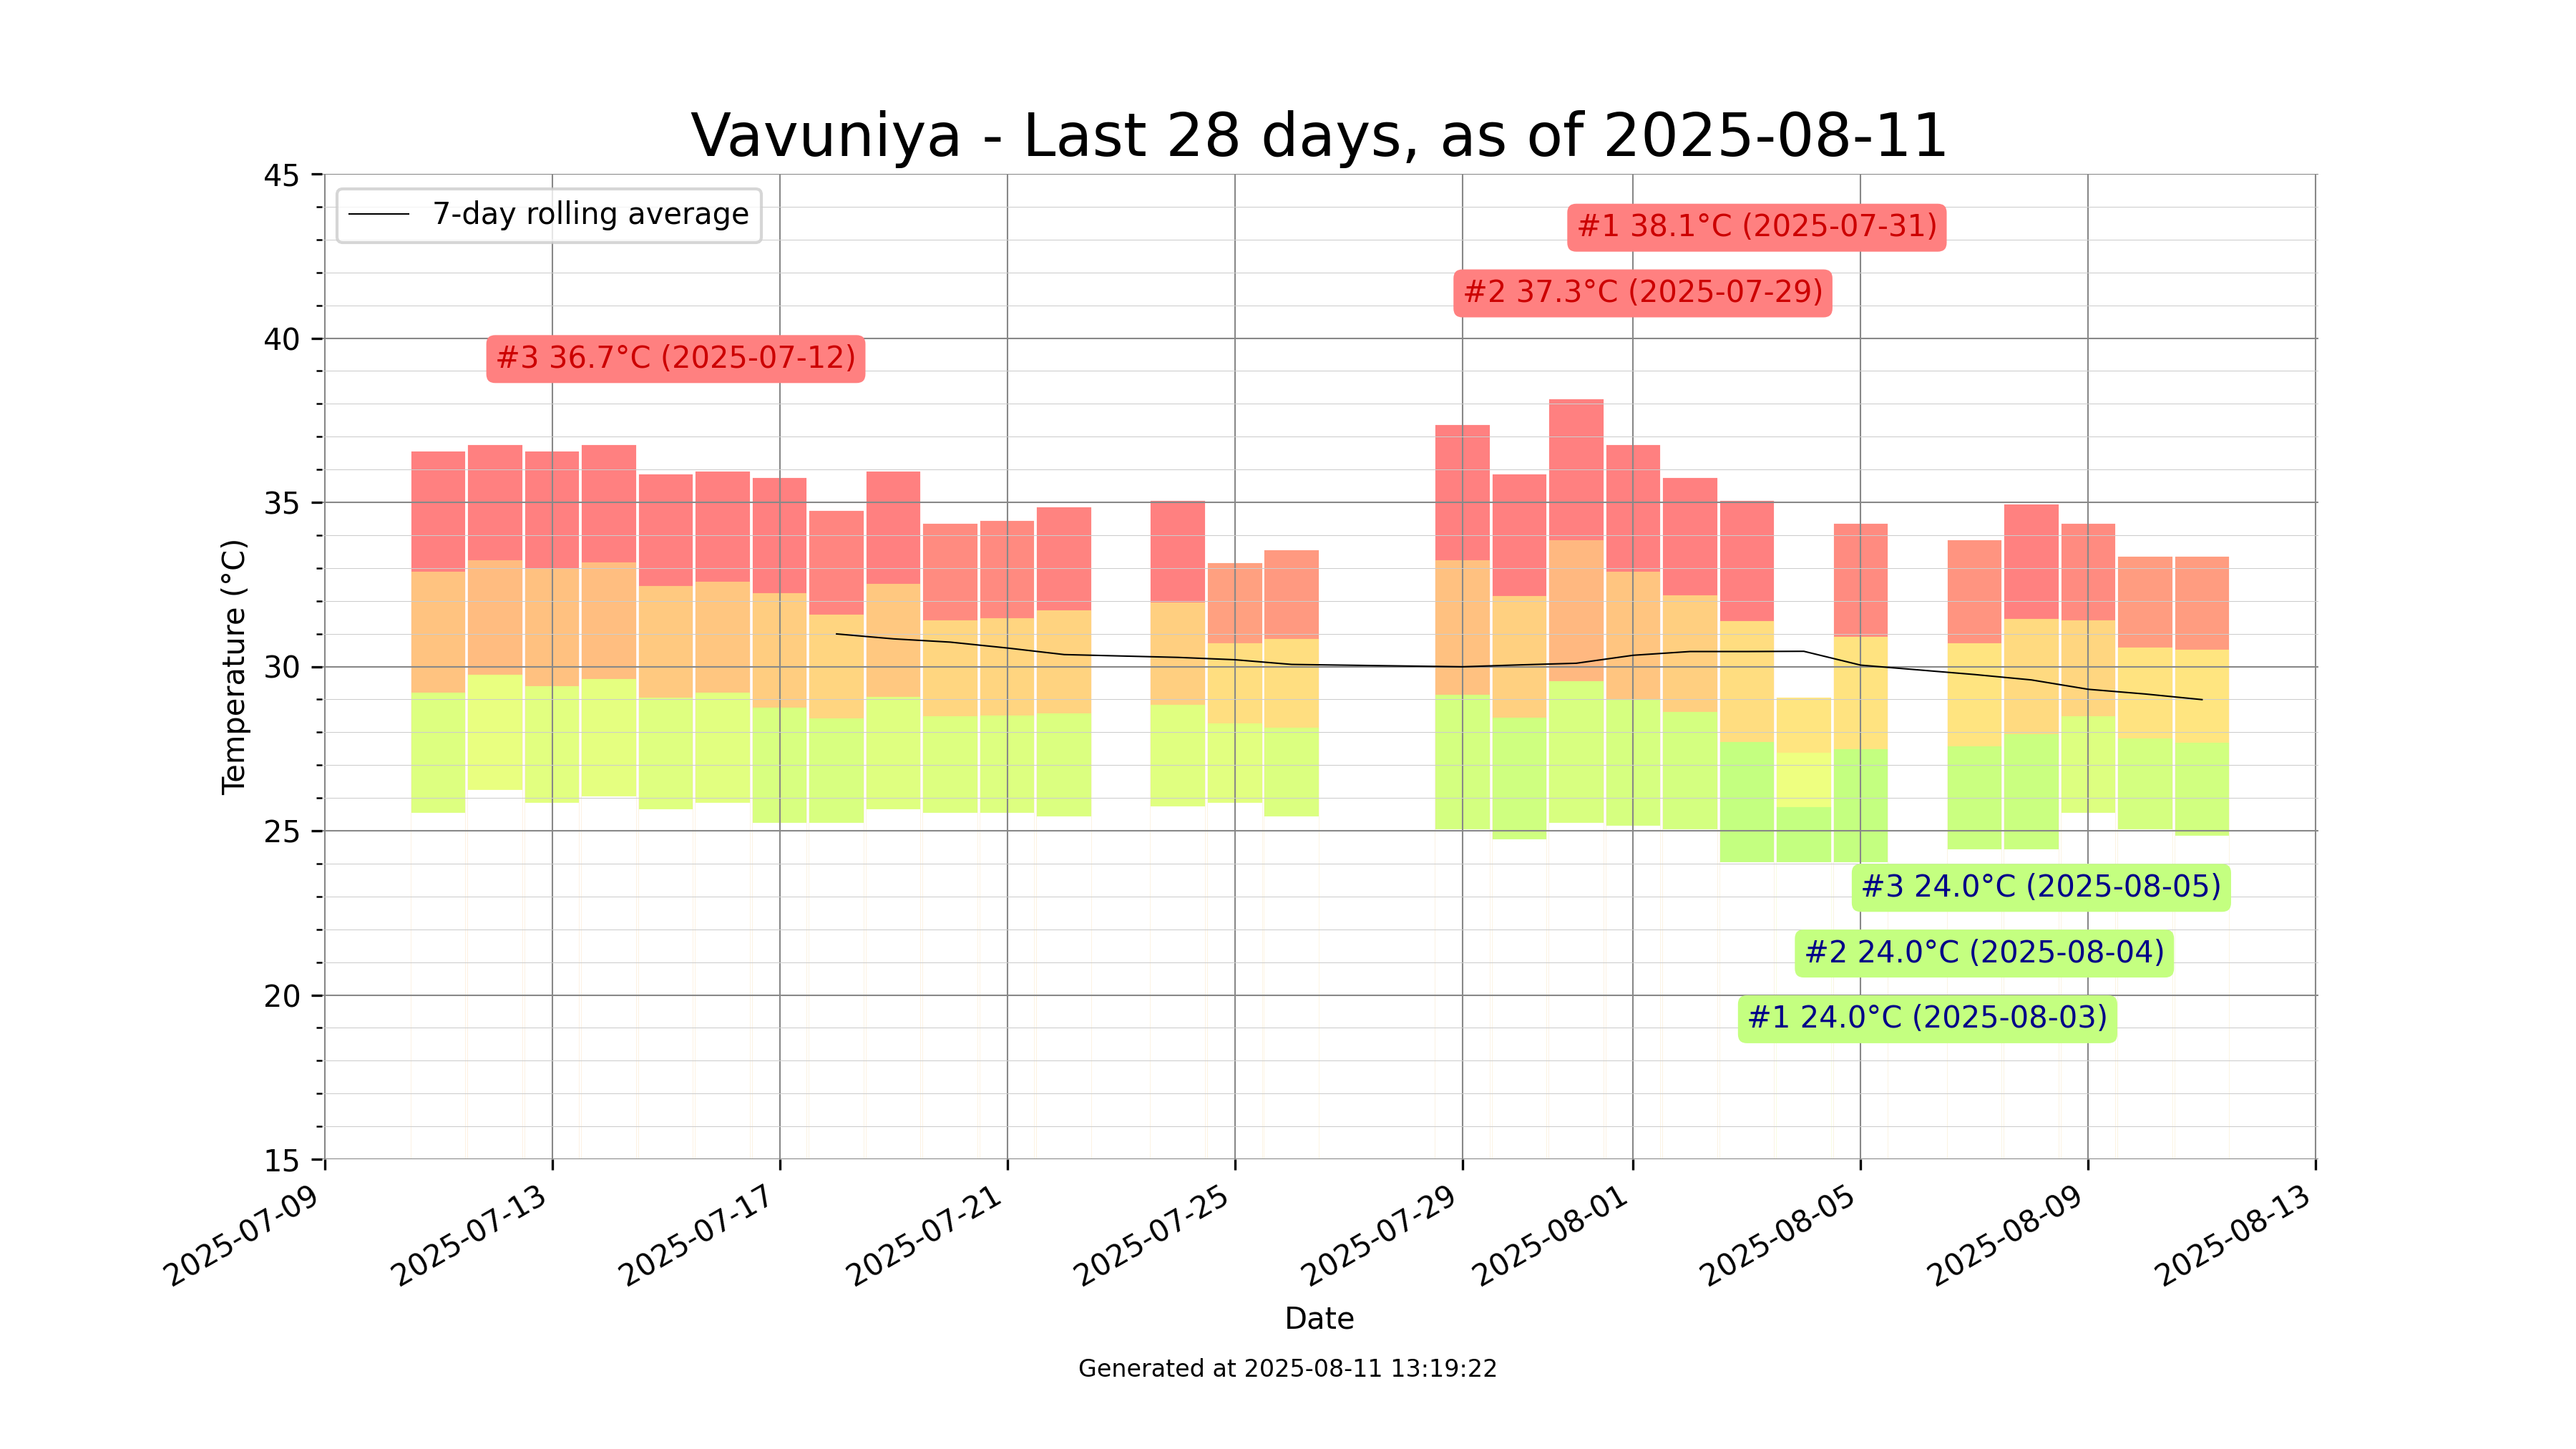 Vavuniya - Last 28 days, as of 2025-08-11
7-day rolling average
#1 38.1°C (2025-07-31)
#2 37.3°C (2025-07-29)
#3 36.7°C (2025-07-12)
#3 24.0°C (2025-08-05)
#2 24.0°C (2025-08-04)
#1 24.0°C (2025-08-03)
Temperature (°C)
45
40
35
30
25
20
15
2025-07-09
2025-07-13
2025-07-17
2025-07-21
2025-07-25
2025-07-29
2025-08-01
2025-08-05
2025-08-09
2025-08-13
Date
Generated at 2025-08-11 13:19:22